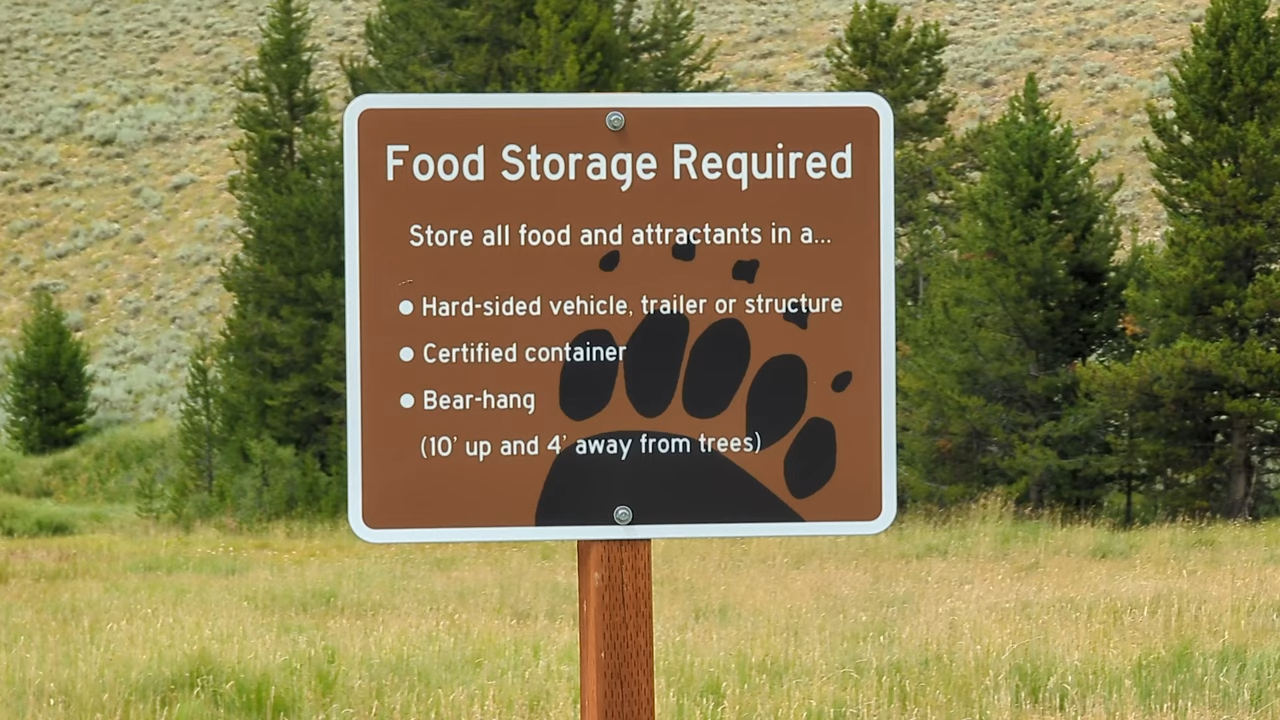 Food Storage Required
Store all food and attractants in a...
● Hard-sided vehicle, trailer or structure
● Certified container
● Bear-hang
(10' up and 4' away from trees)